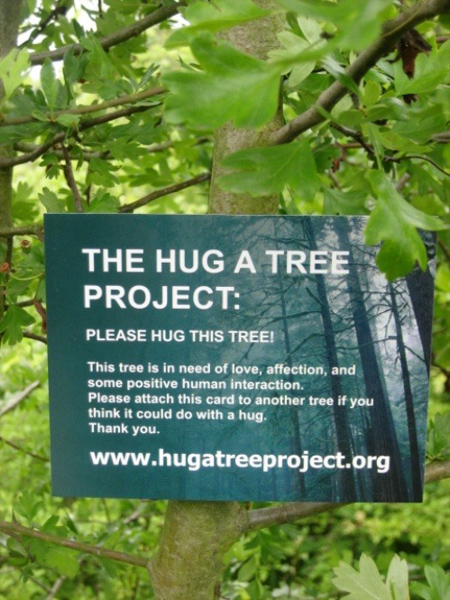 THE HUG A TREE
PROJECT:
PLEASE HUG THIS TREE!
This tree is in need of love, affection, and
some positive human interaction.
Please attach this card to another tree if you
think it could do with a hug.
Thank you.
www.hugatreeproject.org